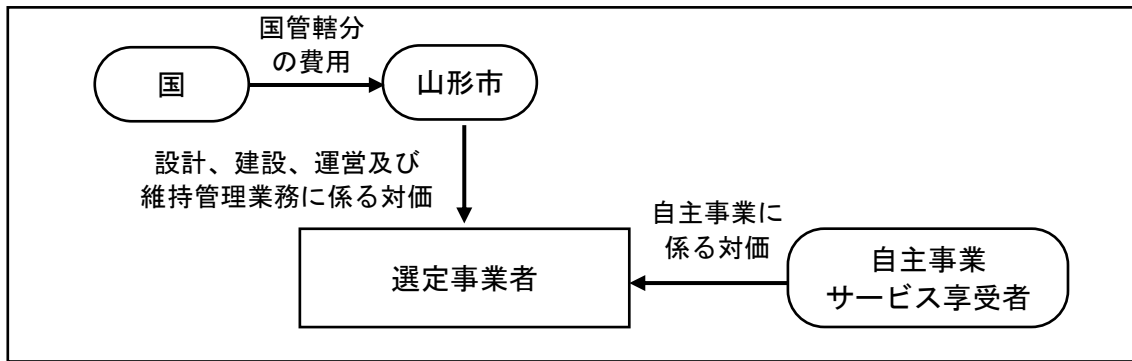 国管轄分
の費用
国
山形市
設計、建設、運営及び
維持管理業務に係る対価
自主事業に
係る対価
選定事業者
自主事業
サービス享受者